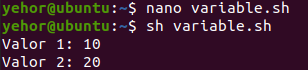 yehor@ubuntu:~$ nano variable.sh
yehor@ubuntu:~$ sh variable.sh
Valor 1: 10
Valor 2: 20